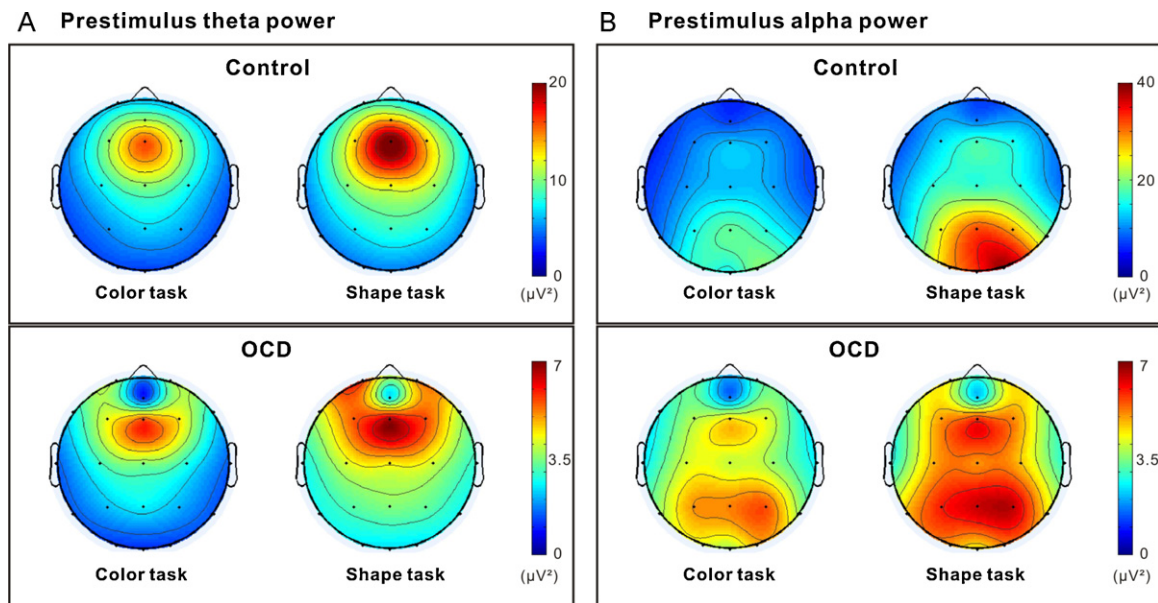 A Prestimulus theta power
Control
20
10
0
Color task
Shape task
(μV²)
OCD
7
3.5
0
Color task
Shape task
(μV²)
B Prestimulus alpha power
Control
40
20
0
Color task
Shape task
(μV²)
OCD
7
3.5
0
Color task
Shape task
(μV²)